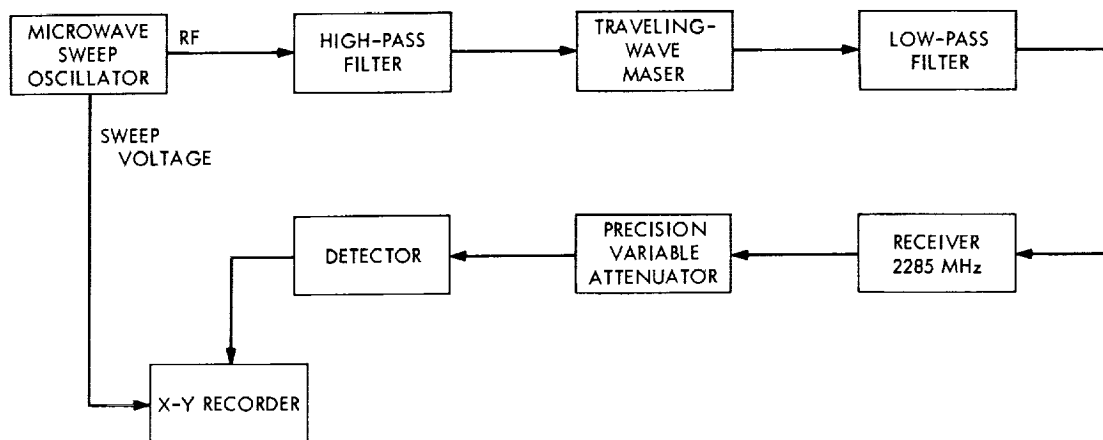 MICROWAVE
SWEEP
OSCILLATOR
RF
HIGH-PASS
FILTER
TRAVELING-
WAVE
MASER
LOW-PASS
FILTER
SWEEP
VOLTAGE
DETECTOR
PRECISION
VARIABLE
ATTENUATOR
RECEIVER
2285 MHz
X-Y RECORDER